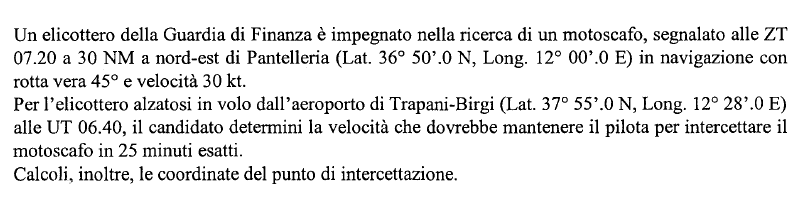 Un elicottero della Guardia di Finanza è impegnato nella ricerca di un motoscafo, segnalato alle ZT
07.20 a 30 NM a nord-est di Pantelleria (Lat. 36° 50’.0 N, Long. 12° 00’.0 E) in navigazione con
rotta vera 45° e velocità 30 kt.
Per l’elicottero alzatosi in volo dall’aeroporto di Trapani-Birgi (Lat. 37° 55’.0 N, Long. 12° 28’.0 E)
alle UT 06.40, il candidato determini la velocità che dovrebbe mantenere il pilota per intercettare il
motoscafo in 25 minuti esatti.
Calcoli, inoltre, le coordinate del punto di intercettazione.